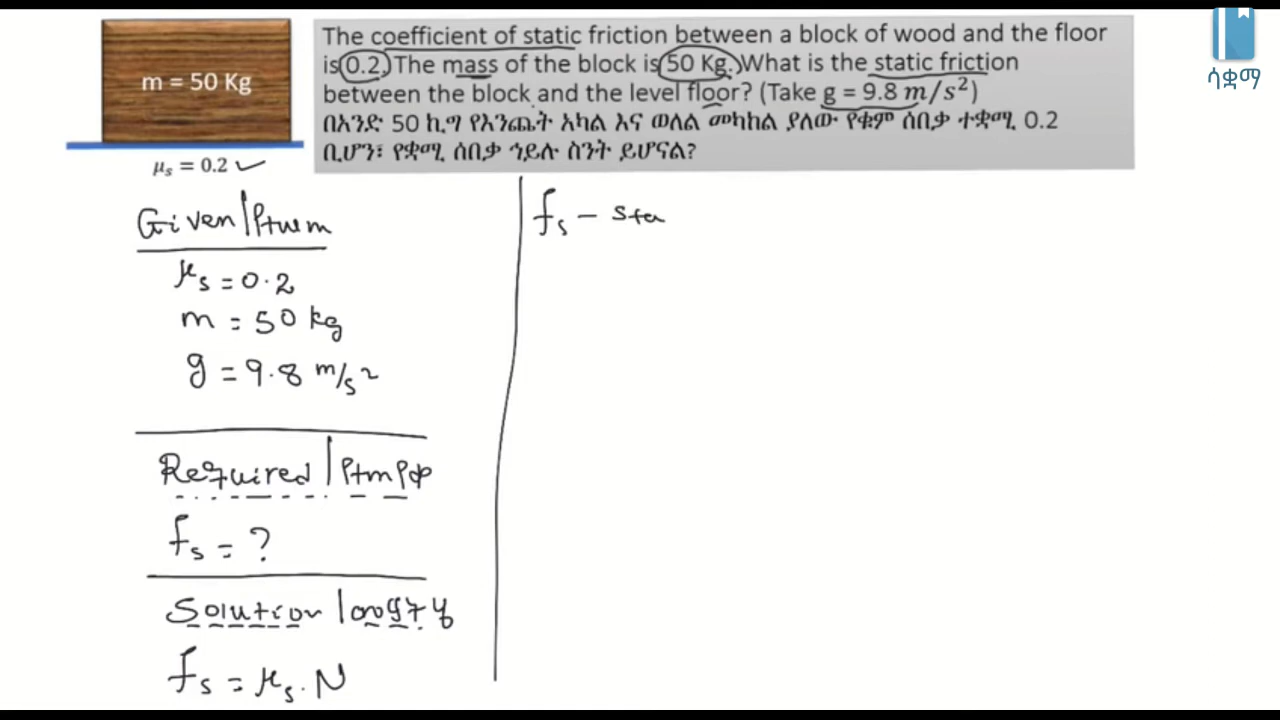 m = 50 Kg
μₛ = 0.2
The coefficient of static friction between a block of wood and the floor
is 0.2. The mass of the block is 50 Kg. What is the static friction
between the block and the level floor? (Take g = 9.8 m/s²)
በአንድ 50 ኪ.ግ የእንጨት አካል እና ወለል መካከል ያለው የቁም ሰበቃ ተቋሚ 0.2
ቢሆን፣ የቋሚ ሰበቃ ኅይሉ ስንት ይሆናል?
ሳቋማ
Given/የተሠጠ
μₛ = 0.2
m = 50 kg
g = 9.8 m/s²
Required/የተጠየቀ
fₛ = ?
Solution/
fₛ = μₛ. N
fₛ – sta